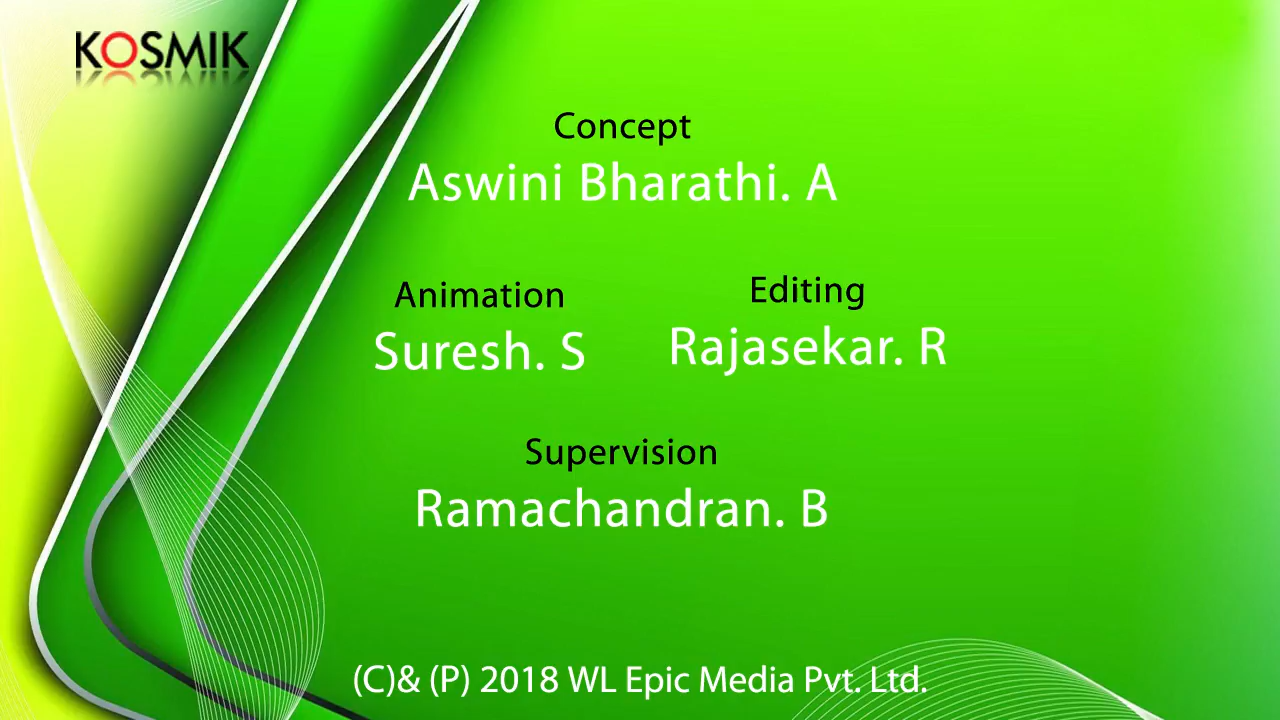 KOSMIK
Concept
Aswini Bharathi. A
Animation
Suresh. S
Editing
Rajasekar. R
Supervision
Ramachandran. B
(C)& (P) 2018 WL Epic Media Pvt. Ltd.